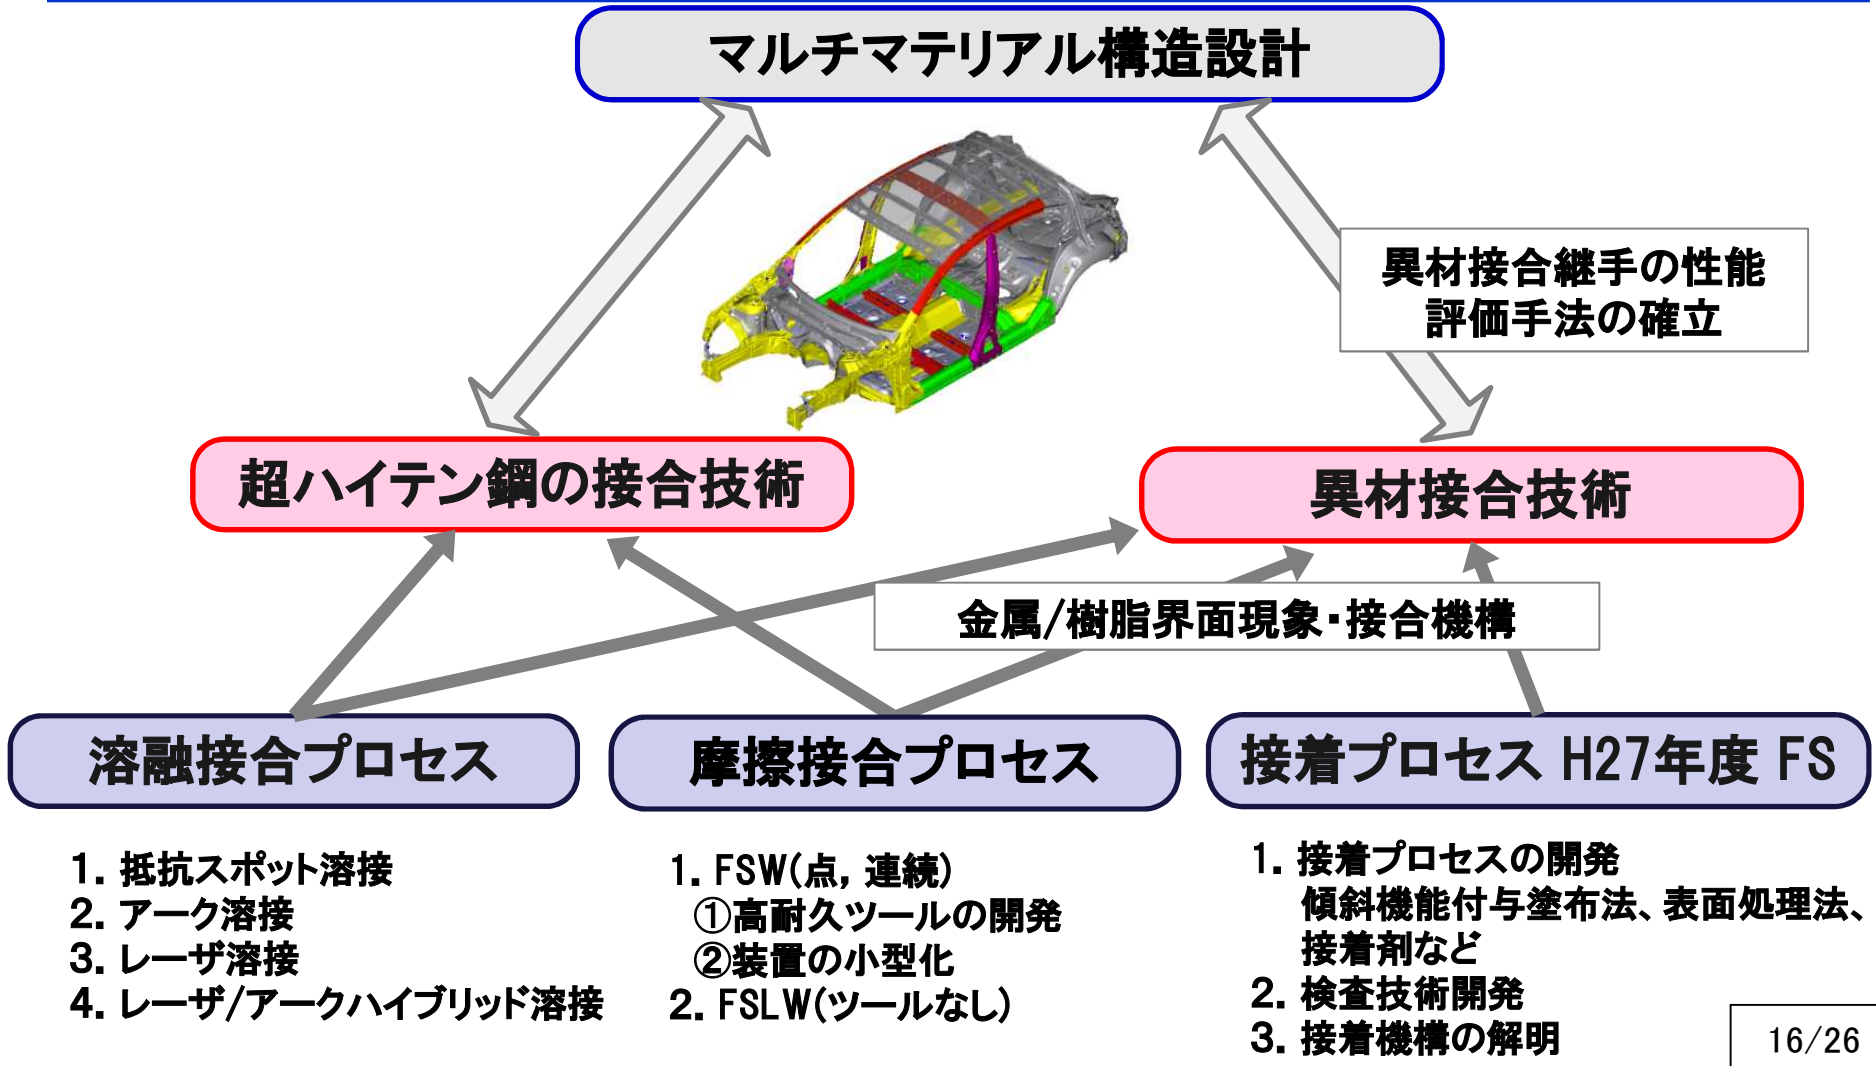 マルチマテリアル構造設計
異材接合継手の性能
評価手法の確立
超ハイテン鋼の接合技術
異材接合技術
金属/樹脂界面現象・接合機構
溶融接合プロセス
摩擦接合プロセス
接着プロセス H27年度 FS
1. 抵抗スポット溶接
2. アーク溶接
3. レーザ溶接
4. レーザ/アークハイブリッド溶接
1. FSW(点, 連続)
①高耐久ツールの開発
②装置の小型化
2. FSLW(ツールなし)
1. 接着プロセスの開発
傾斜機能付与塗布法、表面処理法、
接着剤など
2. 検査技術開発
3. 接着機構の解明
16/26